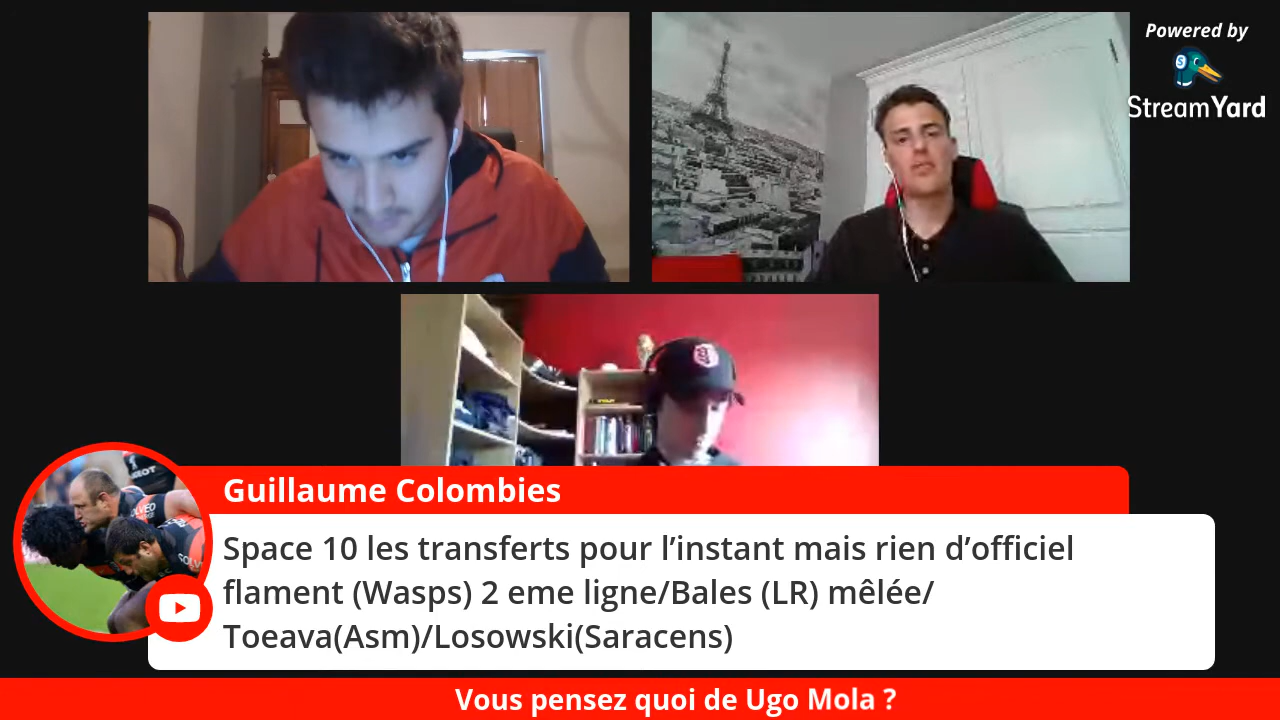 Powered by
StreamYard
Guillaume Colombies
Space 10 les transferts pour l’instant mais rien d’officiel
flament (Wasps) 2 eme ligne/Bales (LR) mêlée/
Toeava(Asm)/Losowski(Saracens)
Vous pensez quoi de Ugo Mola ?